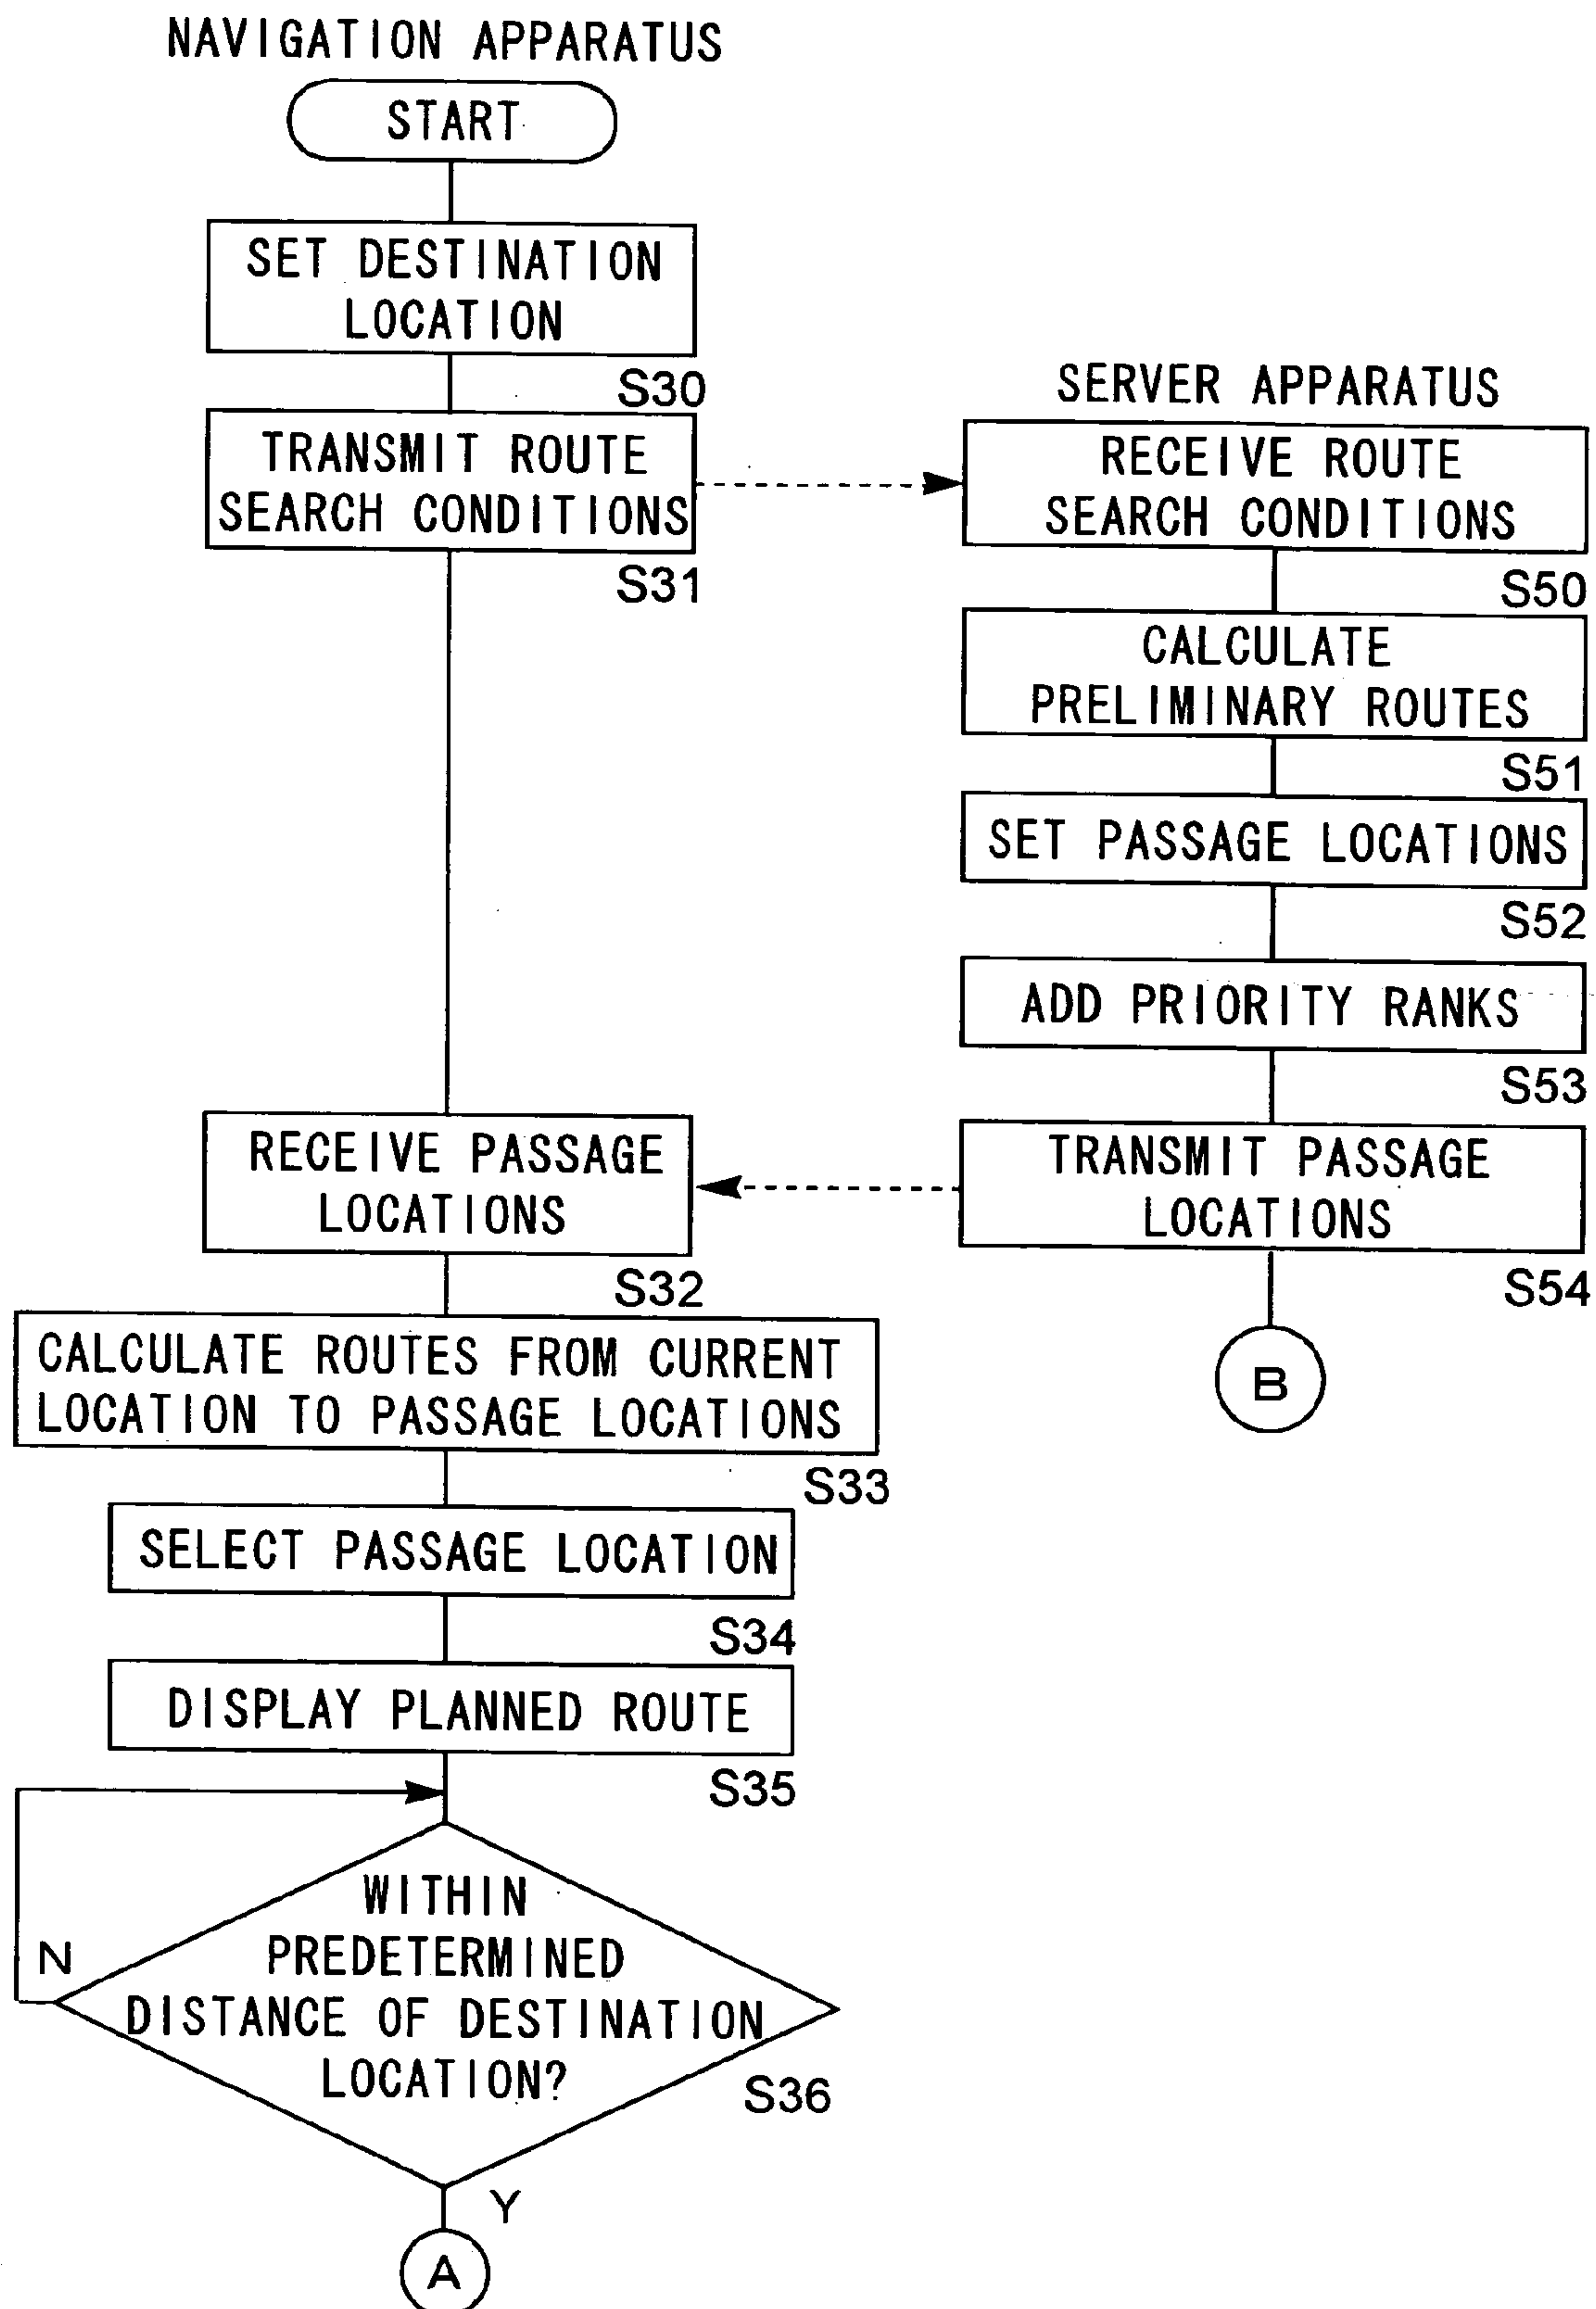 NAVIGATION APPARATUS
START
SET DESTINATION
LOCATION
S30
TRANSMIT ROUTE
SEARCH CONDITIONS
S31
SERVER APPARATUS
RECEIVE ROUTE
SEARCH CONDITIONS
S50
CALCULATE
PRELIMINARY ROUTES
S51
SET PASSAGE LOCATIONS
S52
ADD PRIORITY RANKS
S53
TRANSMIT PASSAGE
LOCATIONS
S54
B
RECEIVE PASSAGE
LOCATIONS
S32
CALCULATE ROUTES FROM CURRENT
LOCATION TO PASSAGE LOCATIONS
S33
SELECT PASSAGE LOCATION
S34
DISPLAY PLANNED ROUTE
S35
WITHIN
PREDETERMINED
DISTANCE OF DESTINATION
LOCATION?
N
S36
Y
A